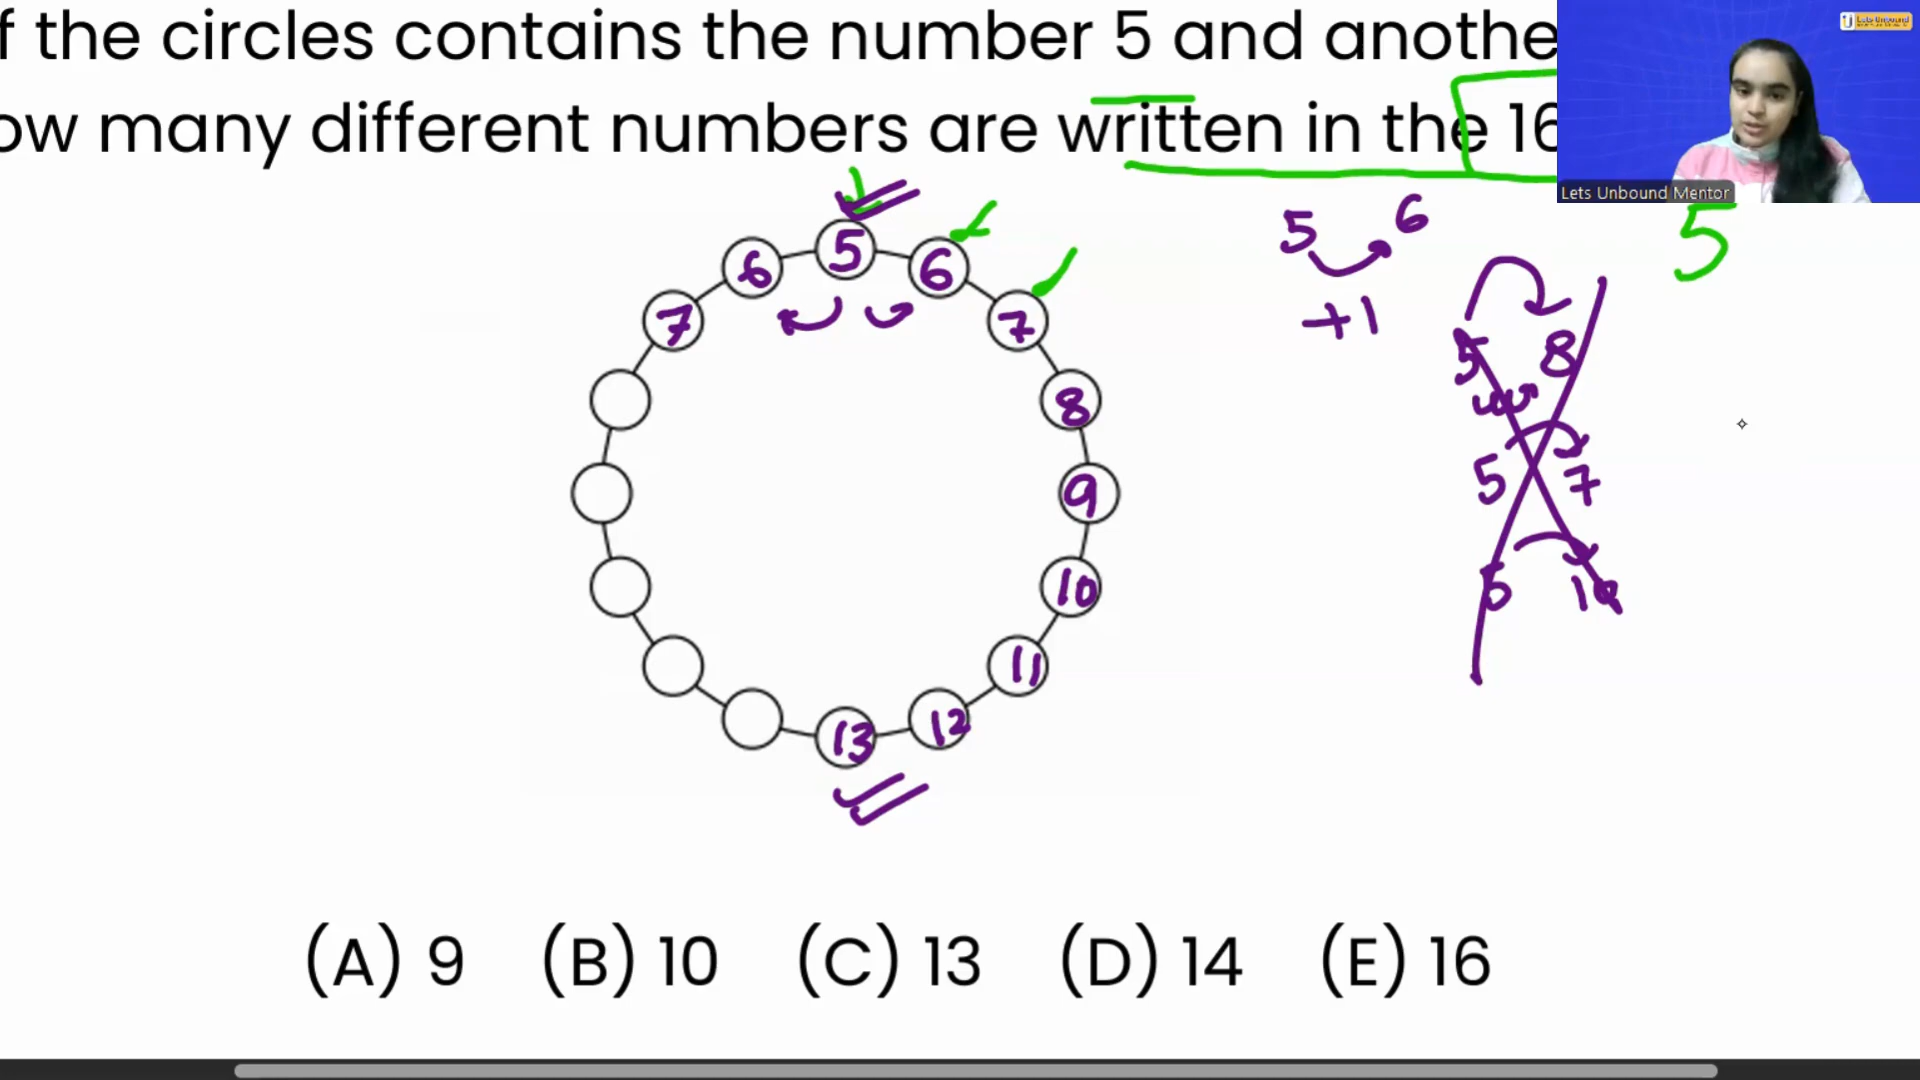 f the circles contains the number 5 and anothe
ow many different numbers are written in the 16
Lets Unbound
Lets Unbound Mentor
5 6
+1
5
6 5 6
7 7
5 8
8
9
5 7
10
10
11
13 12
(A) 9 (B) 10 (C) 13 (D) 14 (E) 16